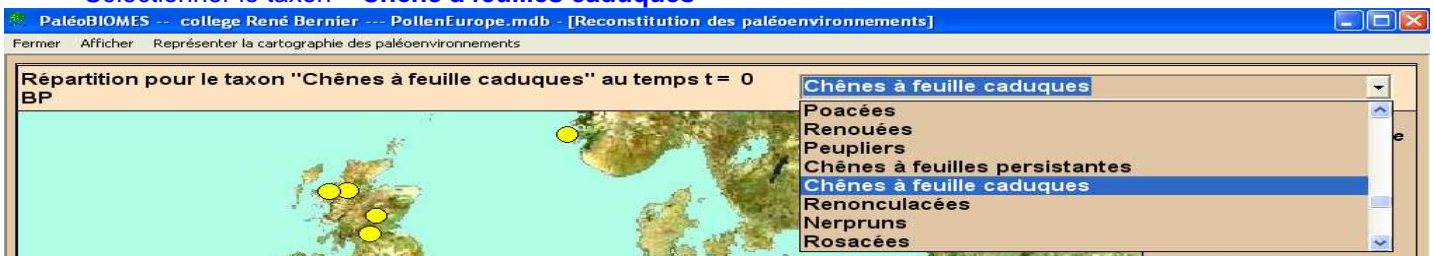 Sélectionner le taxon " Chêne à feuilles caduques "
PaléoBIOMES -- college René Bernier --- PollenEurope.mdb - [Reconstitution des paléoenvironnements]
Fermer Afficher Représenter la cartographie des paléoenvironnements
Répartition pour le taxon "Chênes à feuille caduques" au temps t = 0
BP
Chênes à feuille caduques
Poacées
Renouées
Peupliers
Chênes à feuilles persistantes
Chênes à feuille caduques
Renonculacées
Nerpruns
Rosacées
e